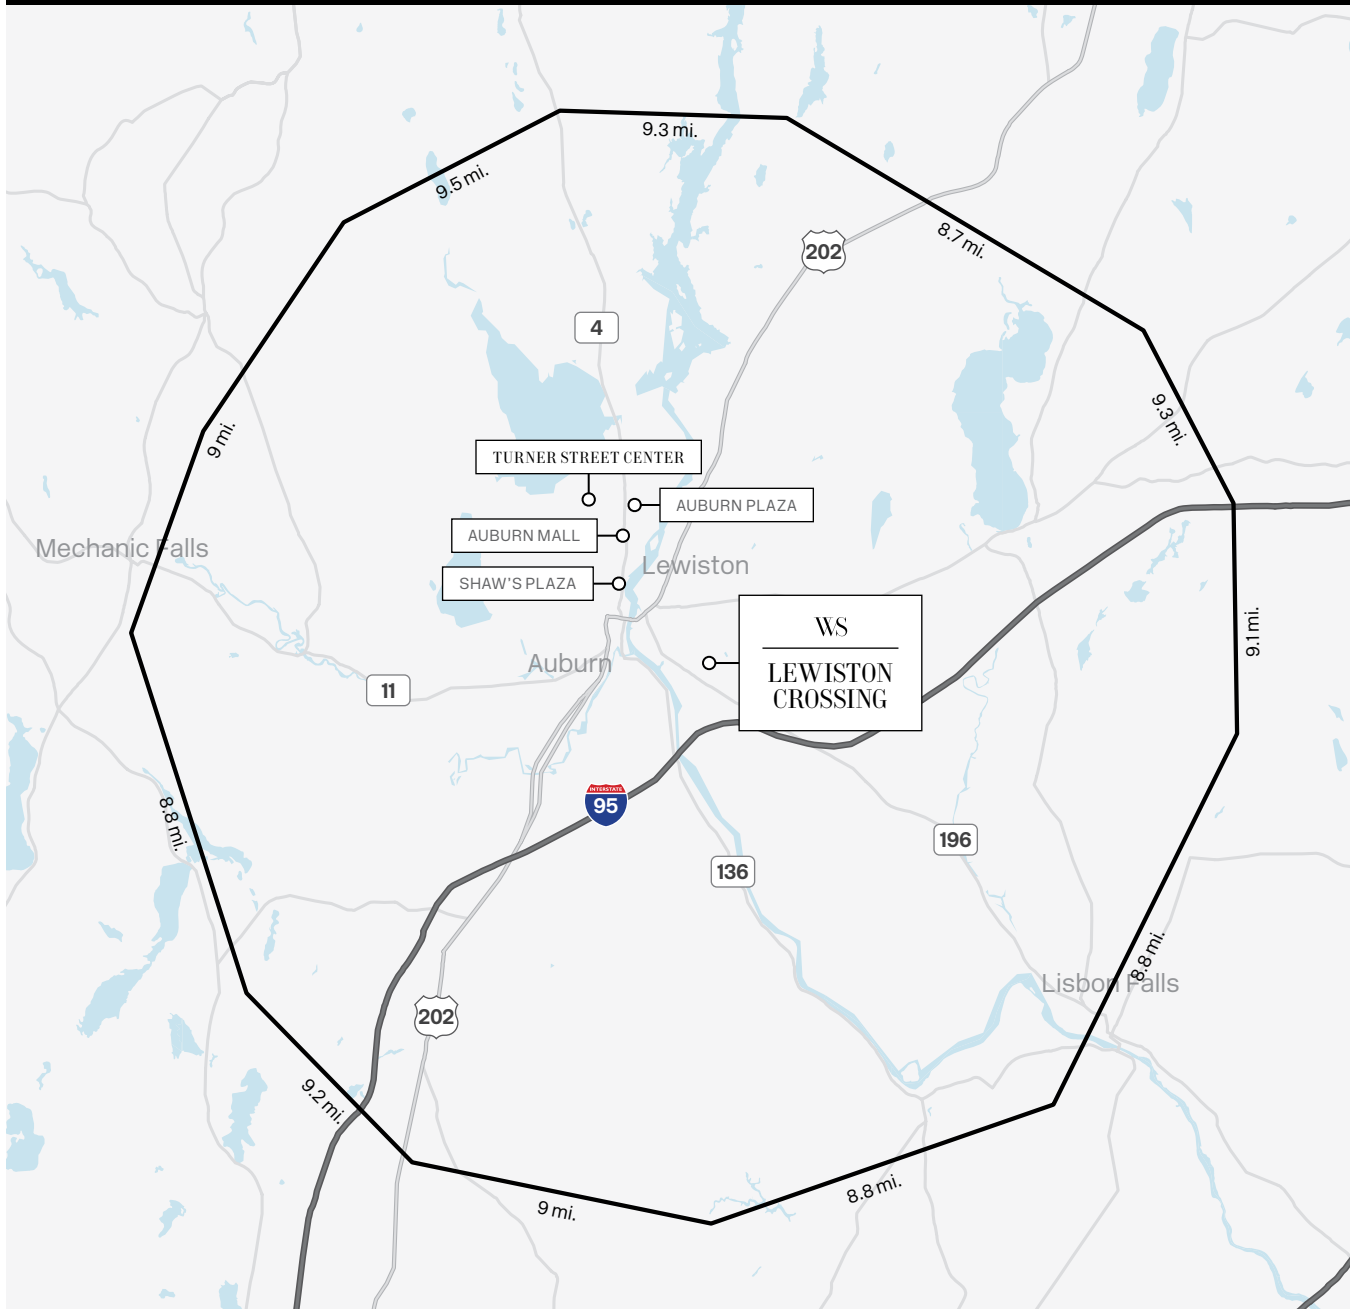 9.3 mi.
9.5 mi.
8.7 mi.
202
4
9.3 mi.
9 mi.
TURNER STREET CENTER
AUBURN PLAZA
AUBURN MALL
Mechanic Falls
Lewiston
SHAW'S PLAZA
WS
LEWISTON
CROSSING
9.1 mi.
Auburn
11
INTERSTATE
95
8.8 mi.
196
136
8.8 mi.
Lisbon Falls
202
9.2 mi.
8.8 mi.
9 mi.